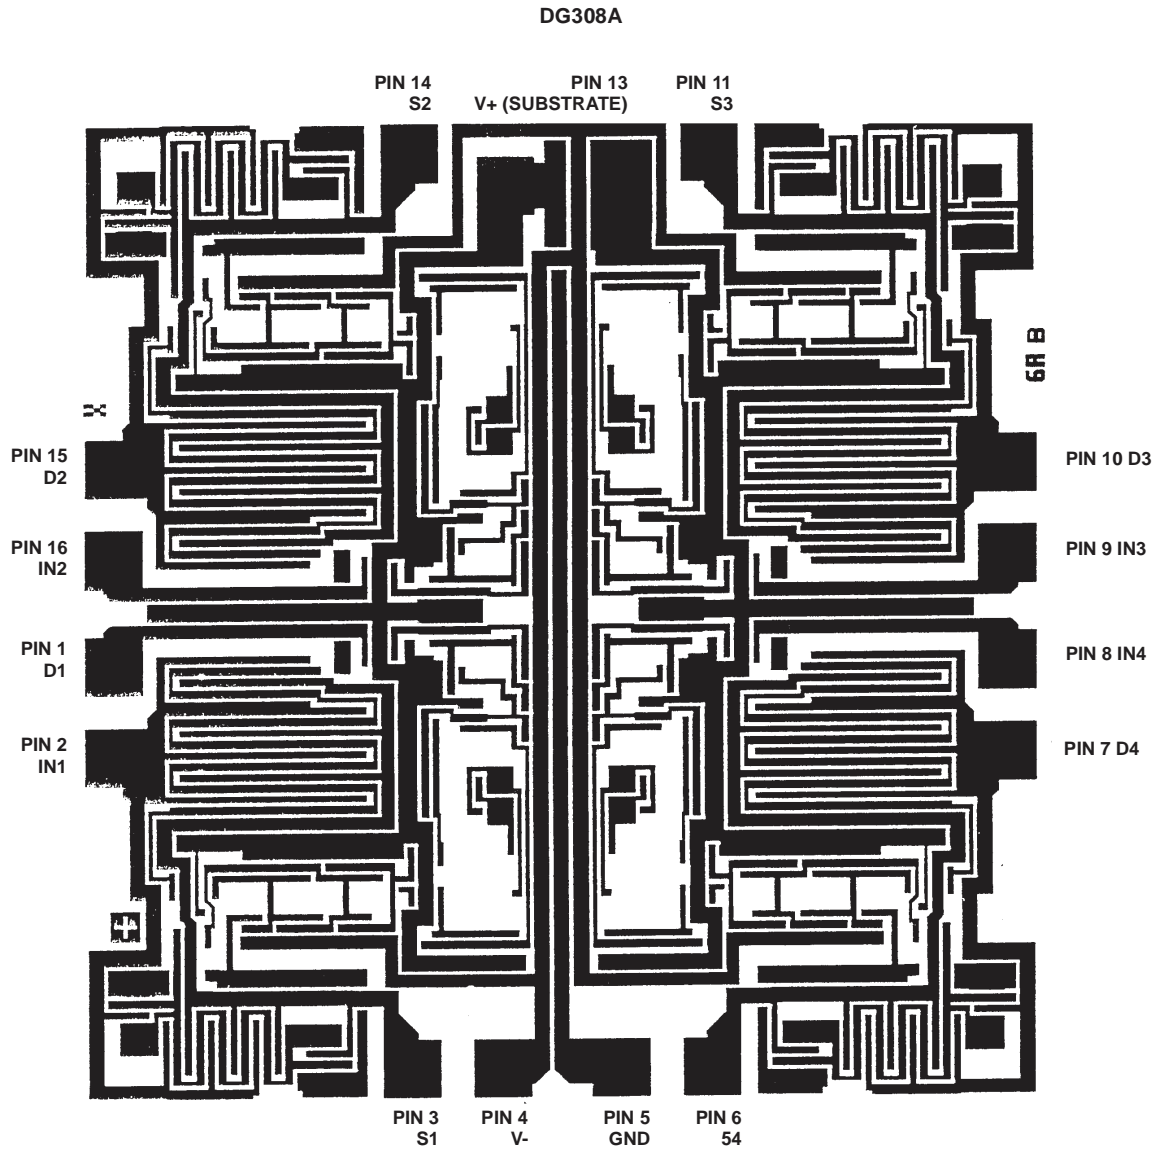 DG308A
PIN 14
S2
PIN 13
V+ (SUBSTRATE)
PIN 11
S3
6A B
X
PIN 15
D2
PIN 10 D3
PIN 16
IN2
PIN 9 IN3
PIN 1
D1
PIN 8 IN4
PIN 2
IN1
PIN 7 D4
PIN 3
S1
PIN 4
V-
PIN 5
GND
PIN 6
54